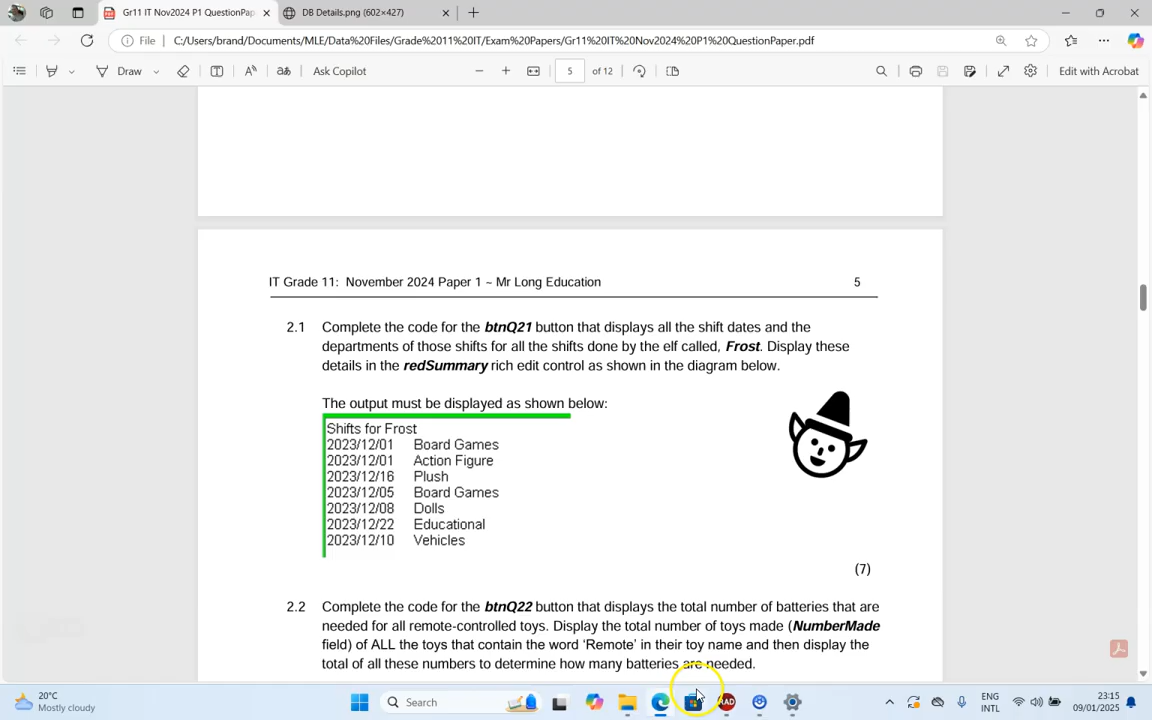 Gr11 IT Nov2024 P1 QuestionPap
DB Details.png (602×427)
File
C:/Users/brand/Documents/MLE/Data%20Files/Grade%2011%20IT/Exam%20Papers/Gr11%20IT%20Nov2024%20P1%20QuestionPaper.pdf
Draw
Ask Copilot
5 of 12
Edit with Acrobat
IT Grade 11: November 2024 Paper 1 ~ Mr Long Education 5
2.1 Complete the code for the btnQ21 button that displays all the shift dates and the
departments of those shifts for all the shifts done by the elf called, Frost. Display these
details in the redSummary rich edit control as shown in the diagram below.
The output must be displayed as shown below:
Shifts for Frost
2023/12/01 Board Games
2023/12/01 Action Figure
2023/12/16 Plush
2023/12/05 Board Games
2023/12/08 Dolls
2023/12/22 Educational
2023/12/10 Vehicles
(7)
2.2 Complete the code for the btnQ22 button that displays the total number of batteries that are
needed for all remote-controlled toys. Display the total number of toys made (NumberMade
field) of ALL the toys that contain the word ‘Remote’ in their toy name and then display the
total of all these numbers to determine how many batteries are needed.
20°C
Mostly cloudy
Search
RAD
ENG
INTL
23:15
09/01/2025